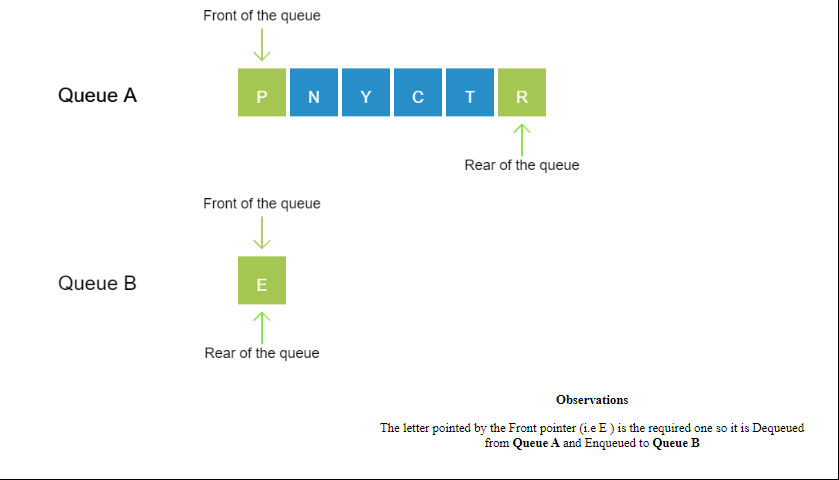 Front of the queue
Queue A
P N Y C T R
Rear of the queue
Front of the queue
Queue B
E
Rear of the queue
Observations
The letter pointed by the Front pointer (i.e E ) is the required one so it is Dequeued
from Queue A and Enqueued to Queue B